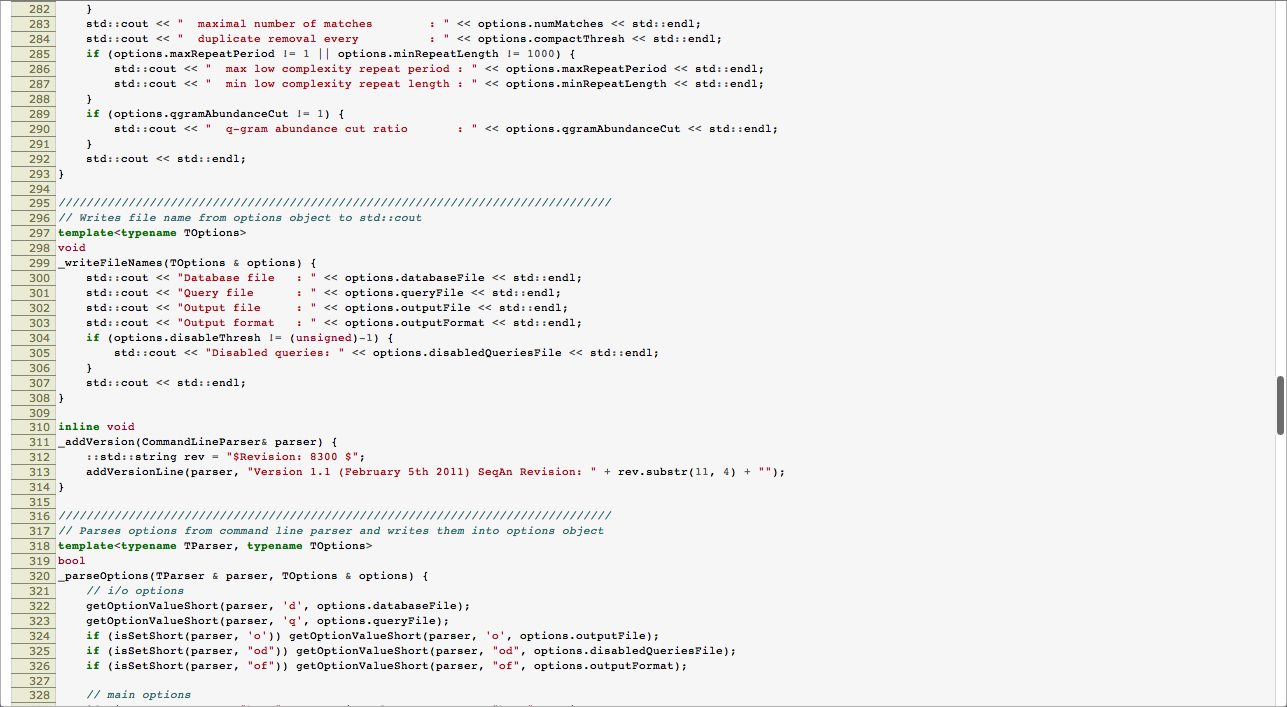 282     }
283     std::cout << "  maximal number of matches        : " << options.numMatches << std::endl;
284     std::cout << "  duplicate removal every          : " << options.compactThresh << std::endl;
285     if (options.maxRepeatPeriod != 1 || options.minRepeatLength != 1000) {
286         std::cout << "  max low complexity repeat period : " << options.maxRepeatPeriod << std::endl;
287         std::cout << "  min low complexity repeat length : " << options.minRepeatLength << std::endl;
288     }
289     if (options.qgramAbundanceCut != 1) {
290         std::cout << "  q-gram abundance cut ratio       : " << options.qgramAbundanceCut << std::endl;
291     }
292     std::cout << std::endl;
293 }
294
295 ///////////////////////////////////////////////////////////////////////////////
296 // Writes file name from options object to std::cout
297 template<typename TOptions>
298 void
299 _writeFileNames(TOptions & options) {
300     std::cout << "Database file   : " << options.databaseFile << std::endl;
301     std::cout << "Query file      : " << options.queryFile << std::endl;
302     std::cout << "Output file     : " << options.outputFile << std::endl;
303     std::cout << "Output format   : " << options.outputFormat << std::endl;
304     if (options.disableThresh != (unsigned)-1) {
305         std::cout << "Disabled queries: " << options.disabledQueriesFile << std::endl;
306     }
307     std::cout << std::endl;
308 }
309
310 inline void
311 _addVersion(CommandLineParser& parser) {
312     ::std::string rev = "$Revision: 8300 $";
313     addVersionLine(parser, "Version 1.1 (February 5th 2011) SeqAn Revision: " + rev.substr(11, 4) + "");
314 }
315
316 ///////////////////////////////////////////////////////////////////////////////
317 // Parses options from command line parser and writes them into options object
318 template<typename TParser, typename TOptions>
319 bool
320 _parseOptions(TParser & parser, TOptions & options) {
321     // i/o options
322     getOptionValueShort(parser, 'd', options.databaseFile);
323     getOptionValueShort(parser, 'q', options.queryFile);
324     if (isSetShort(parser, 'o')) getOptionValueShort(parser, 'o', options.outputFile);
325     if (isSetShort(parser, "od")) getOptionValueShort(parser, "od", options.disabledQueriesFile);
326     if (isSetShort(parser, "of")) getOptionValueShort(parser, "of", options.outputFormat);
327
328     // main options